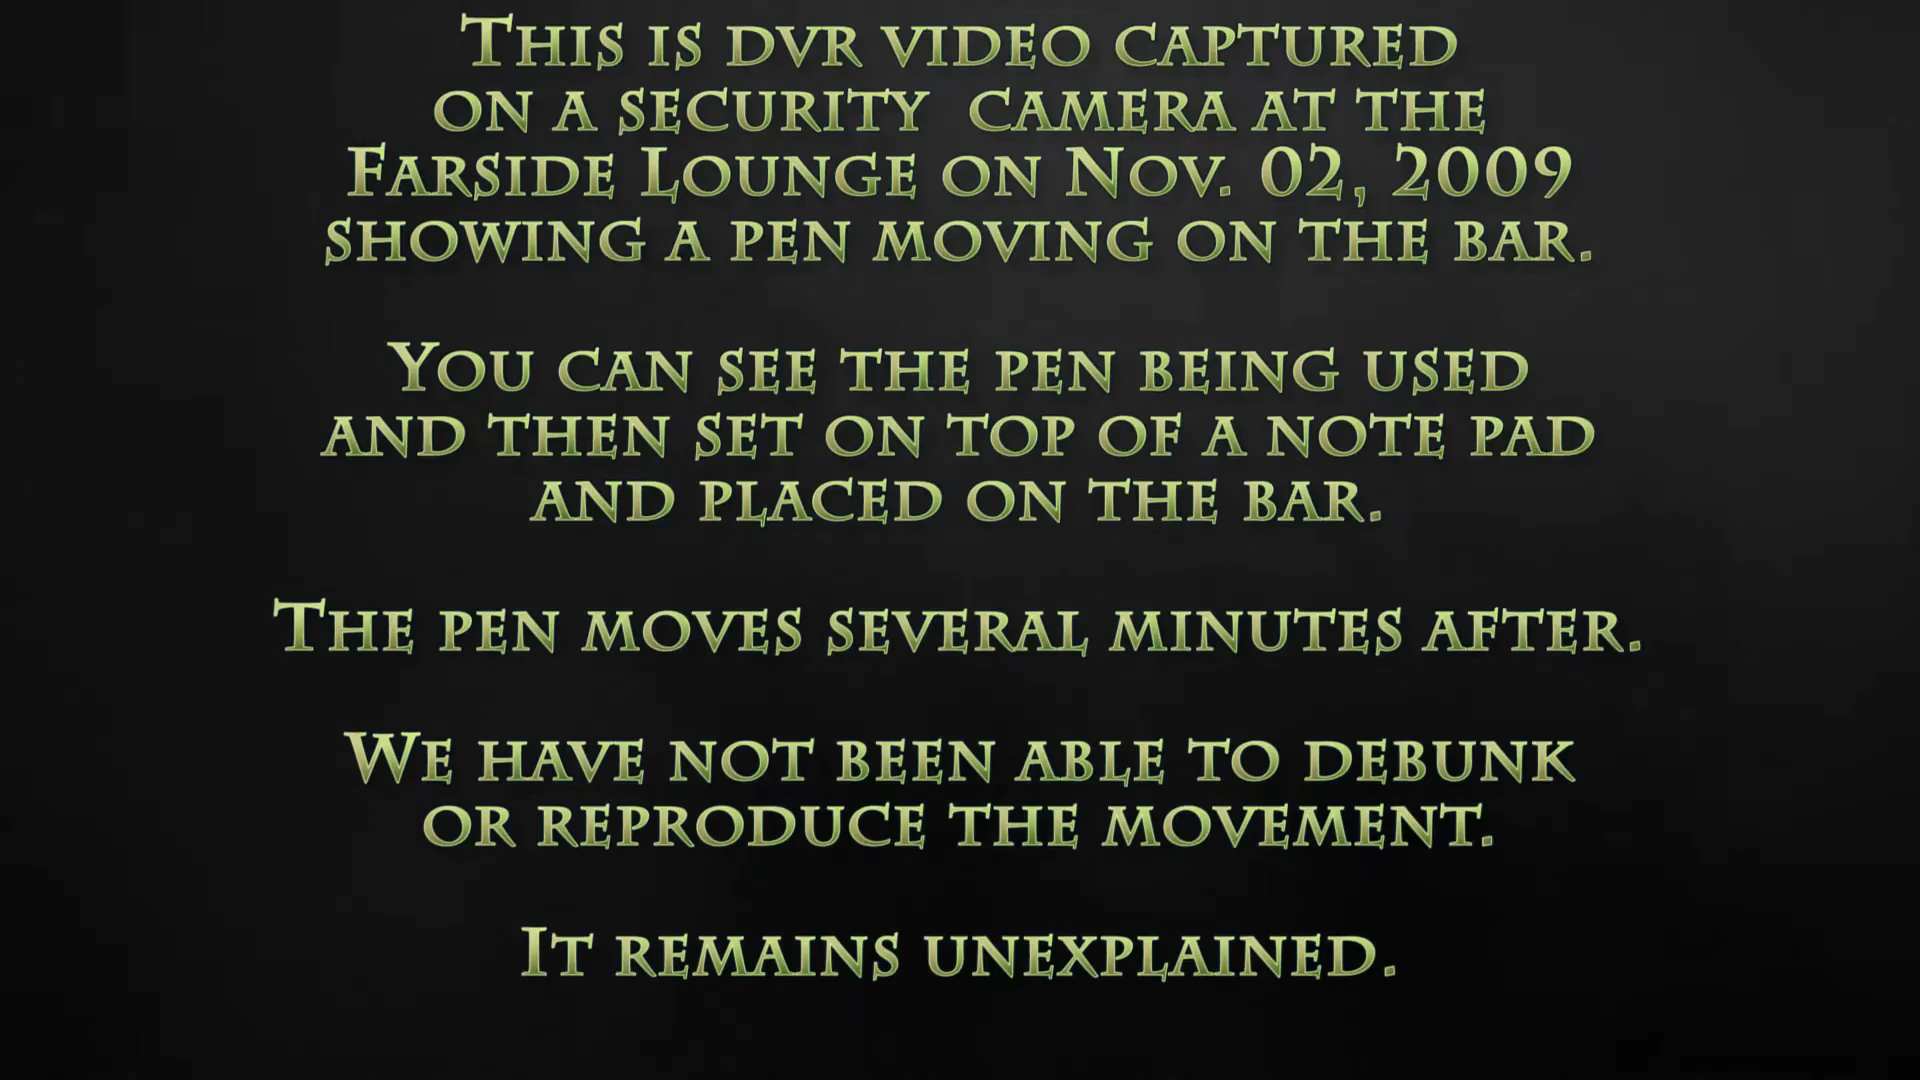 This is dvr video captured
on a security  camera at the
Farside Lounge on Nov. 02, 2009
showing a pen moving on the bar.
You can see the pen being used
and then set on top of a note pad
and placed on the bar.
The pen moves several minutes after.
We have not been able to debunk
or reproduce the movement.
It remains unexplained.